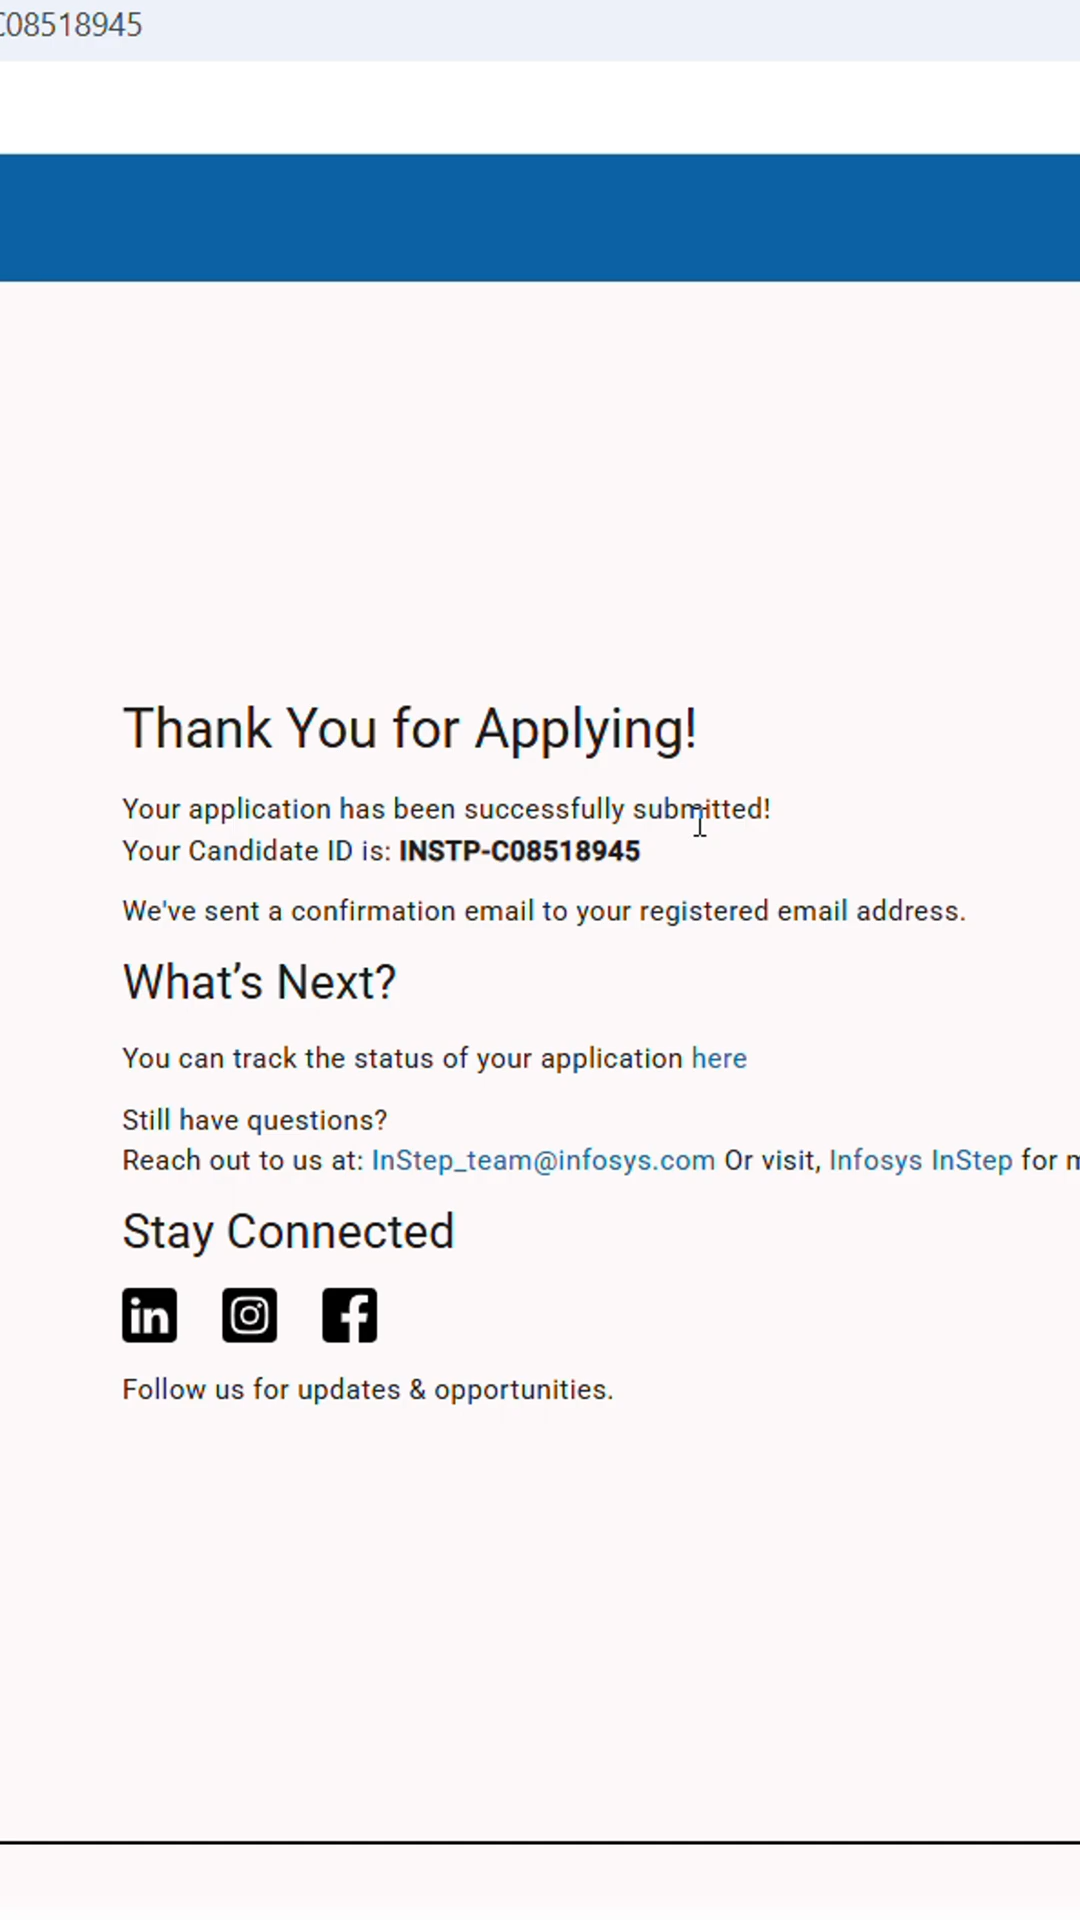 C08518945
Thank You for Applying!
Your application has been successfully submitted!
Your Candidate ID is: INSTP-C08518945
We've sent a confirmation email to your registered email address.
What’s Next?
You can track the status of your application here
Still have questions?
Reach out to us at: InStep_team@infosys.com Or visit, Infosys InStep for
Stay Connected
in
Follow us for updates & opportunities.